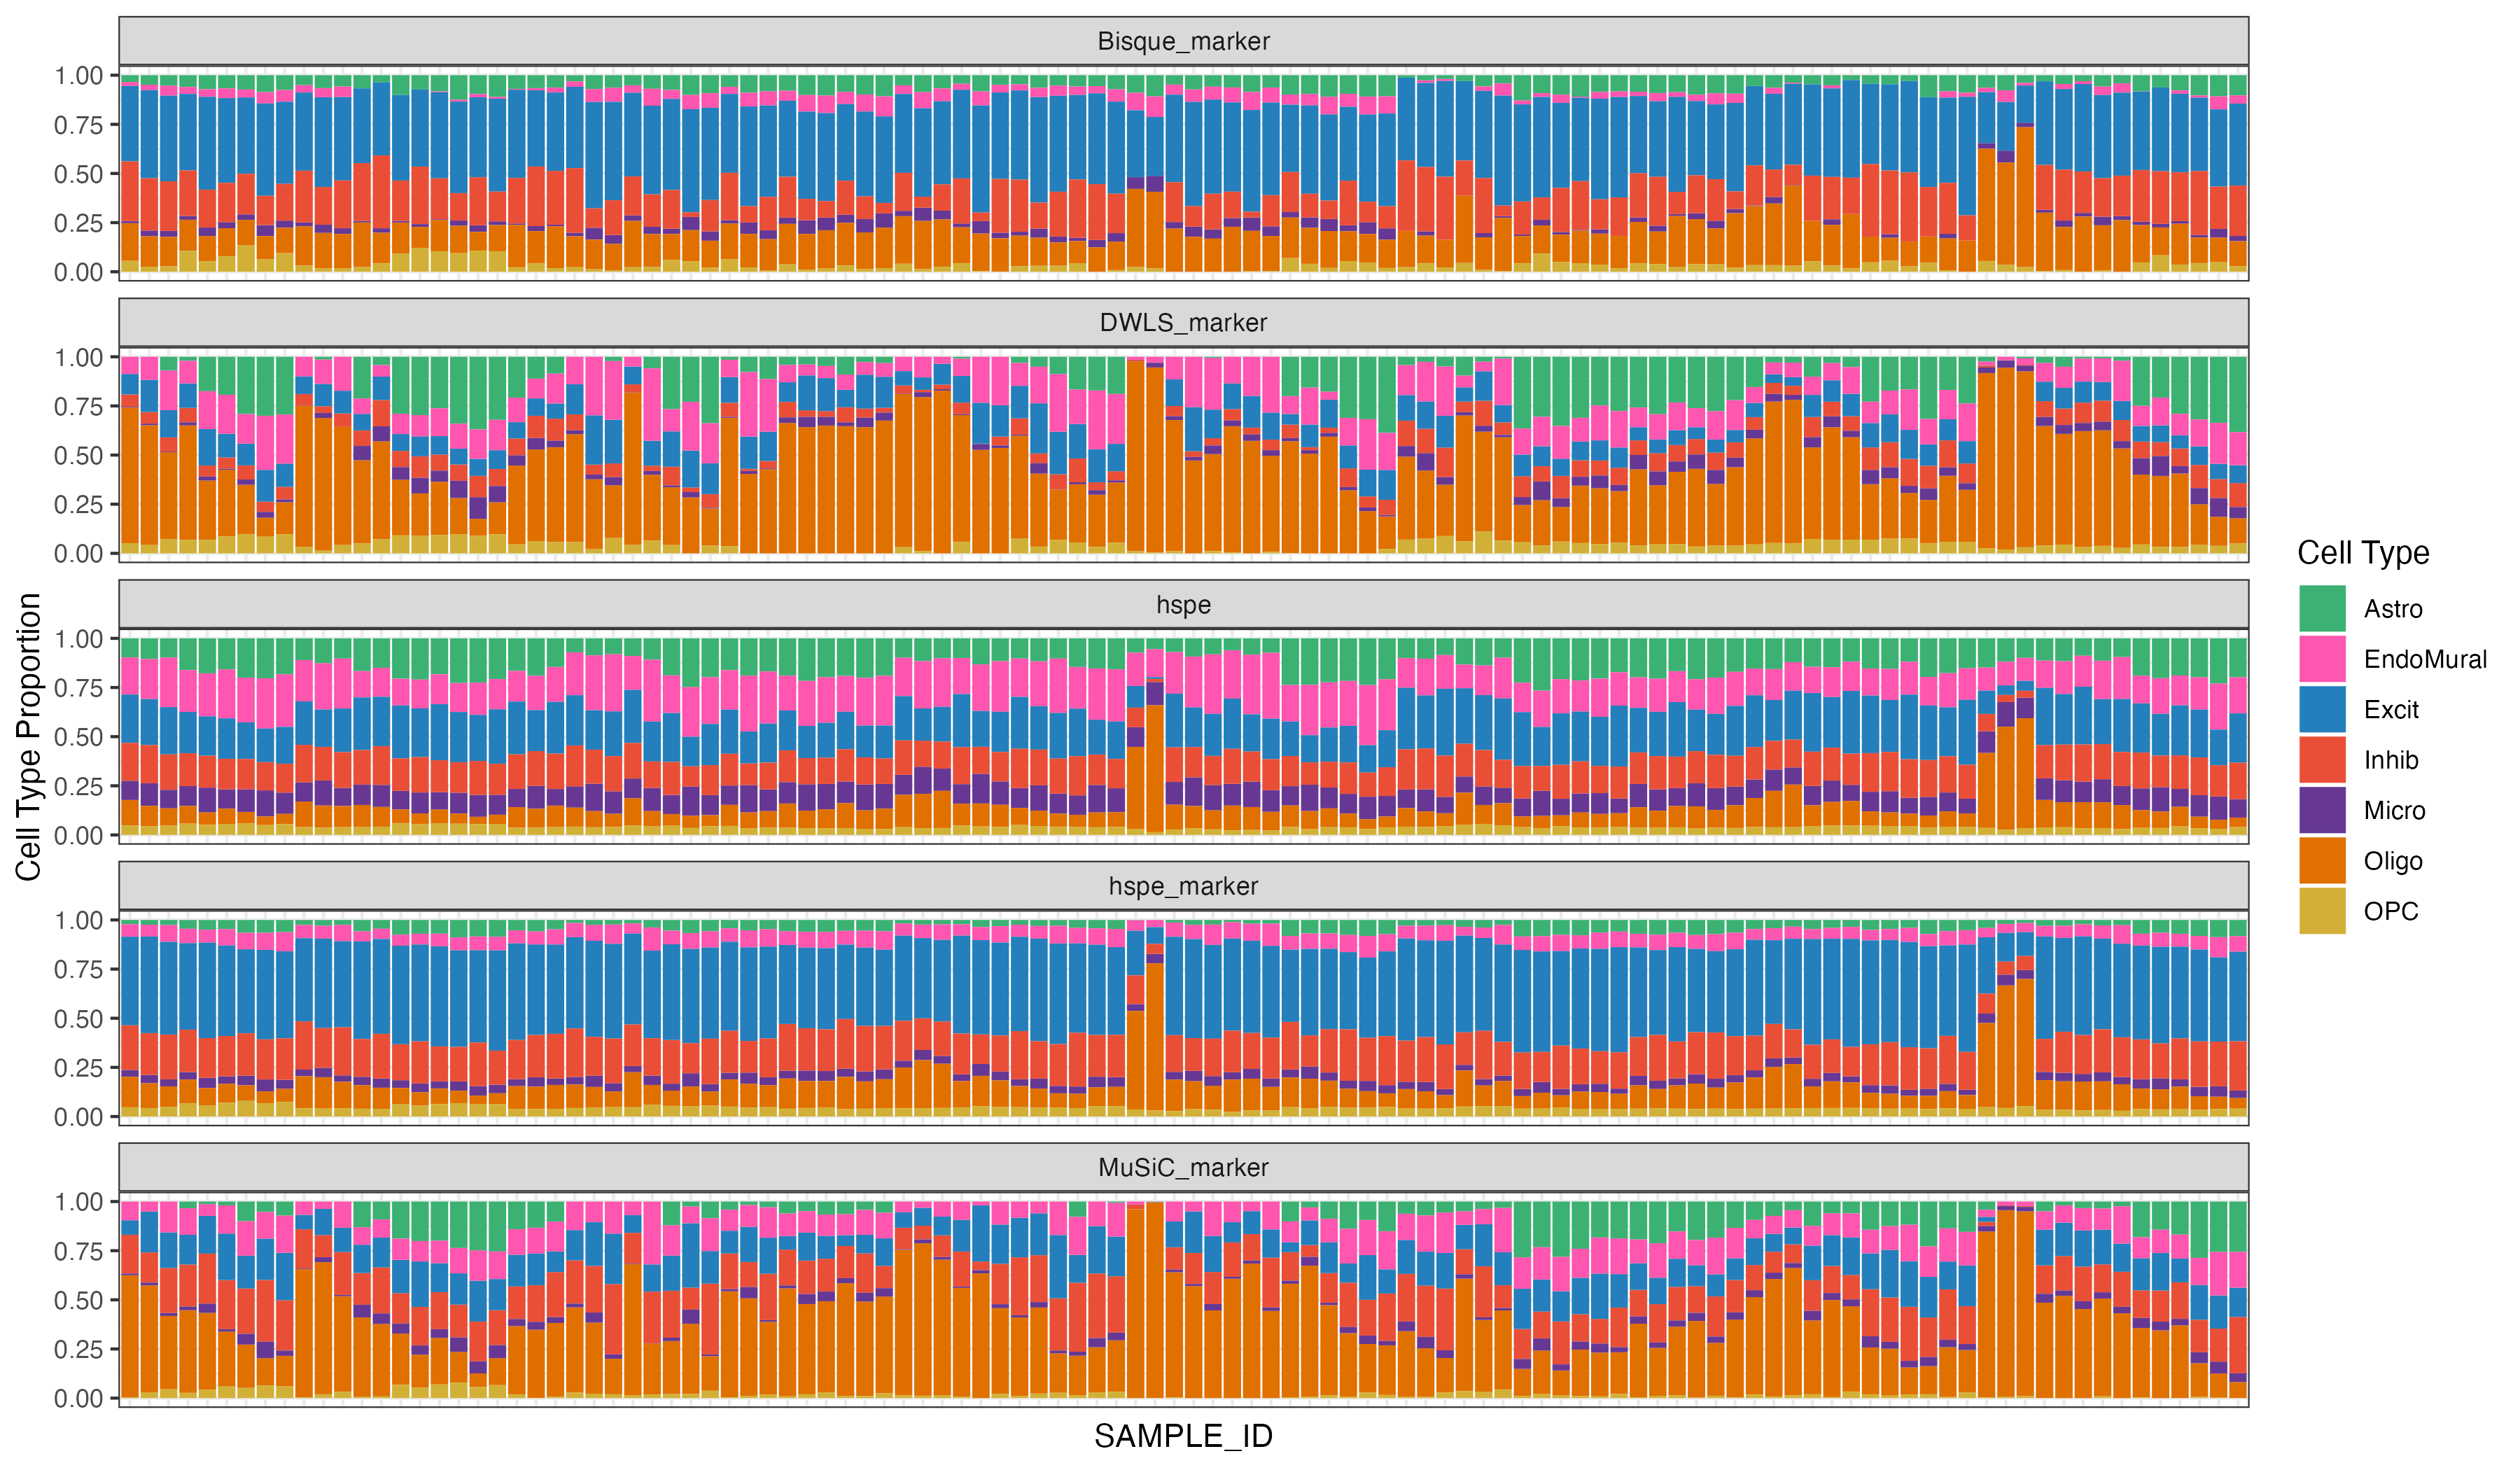 Bisque_marker
1.00
0.75
0.50
0.25
0.00
DWLS_marker
1.00
0.75
0.50
0.25
0.00
hspe
1.00
0.75
0.50
0.25
0.00
hspe_marker
1.00
0.75
0.50
0.25
0.00
MuSiC_marker
1.00
0.75
0.50
0.25
0.00
Cell Type Proportion
SAMPLE_ID
Cell Type
Astro
EndoMural
Excit
Inhib
Micro
Oligo
OPC